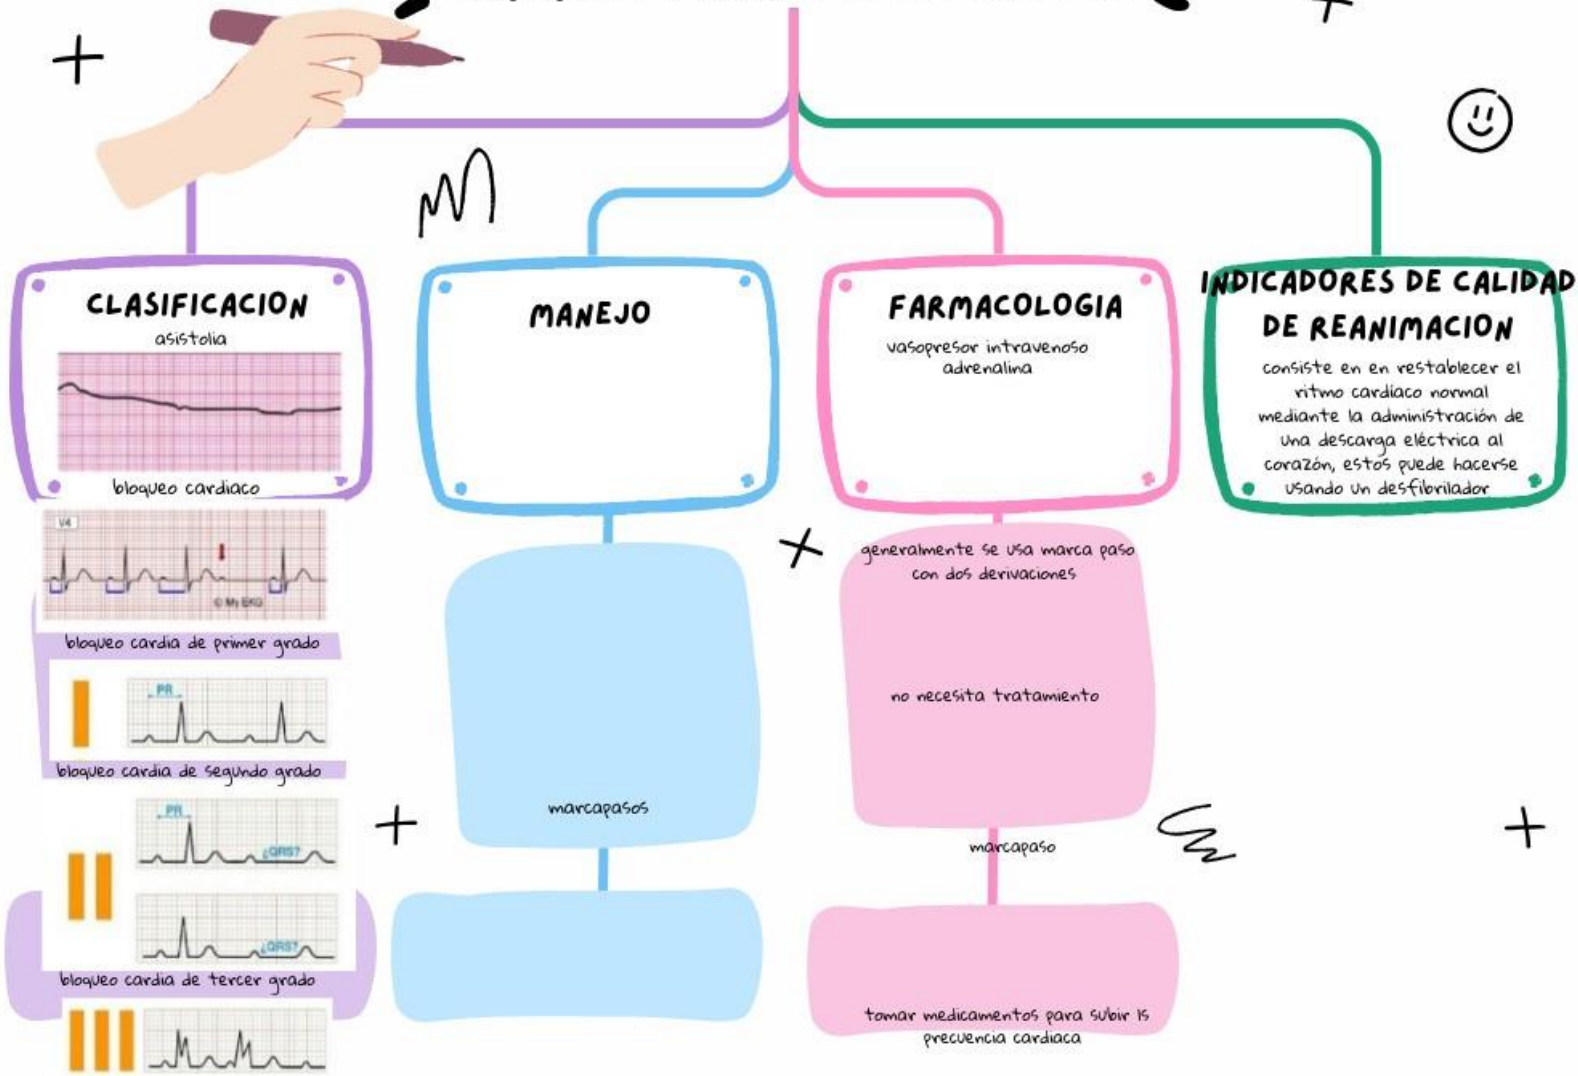 CLASIFICACION
asistolia
bloqueo cardiaco
V4
© My EKG
bloqueo cardia de primer grado
PR
bloqueo cardia de segundo grado
PR
¿QRS?
¿QRS?
bloqueo cardia de tercer grado
MANEJO
marcapasos
FARMACOLOGIA
vasopresor intravenoso
adrenalina
generalmente se usa marca paso
con dos derivaciones
no necesita tratamiento
marcapaso
tomar medicamentos para subir ls
precuencia cardiaca
INDICADORES DE CALIDAD
DE REANIMACION
consiste en en restablecer el
ritmo cardíaco normal
mediante la administración de
una descarga eléctrica al
corazón, estos puede hacerse
usando un desfibrilador